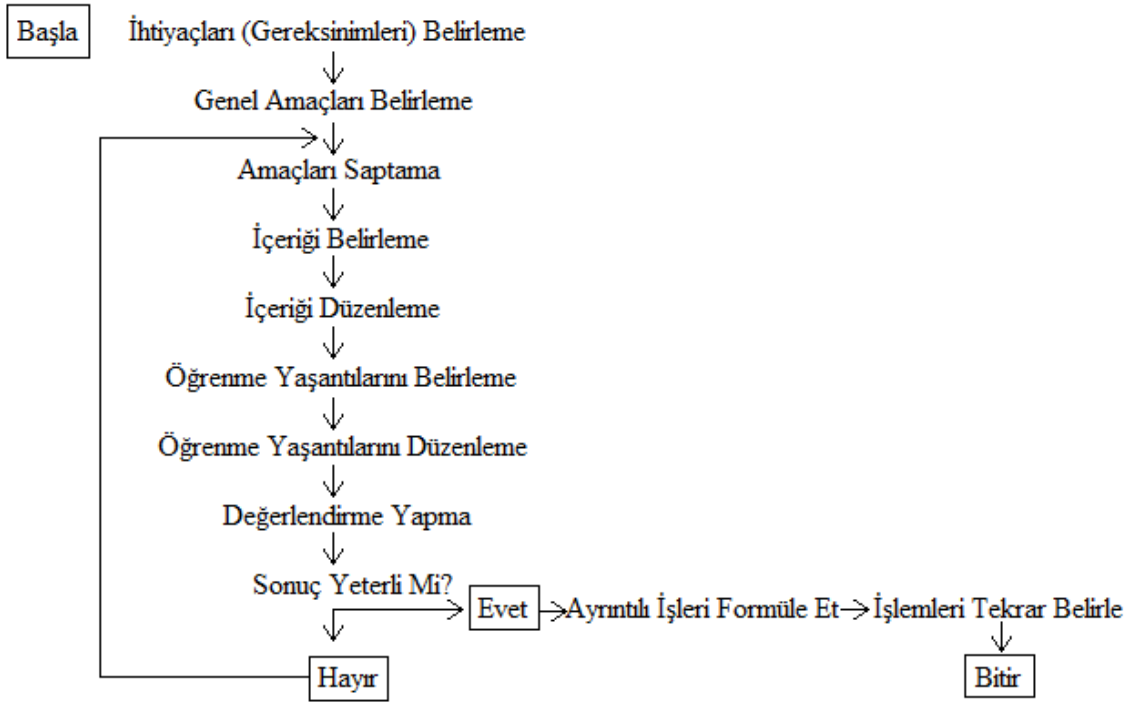 Başla
İhtiyaçları (Gereksinimleri) Belirleme
Genel Amaçları Belirleme
Amaçları Saptama
İçeriği Belirleme
İçeriği Düzenleme
Öğrenme Yaşantılarını Belirleme
Öğrenme Yaşantılarını Düzenleme
Değerlendirme Yapma
Sonuç Yeterli Mi?
Evet
Ayrıntılı İşleri Formüle Et
İşlemleri Tekrar Belirle
Hayır
Bitir